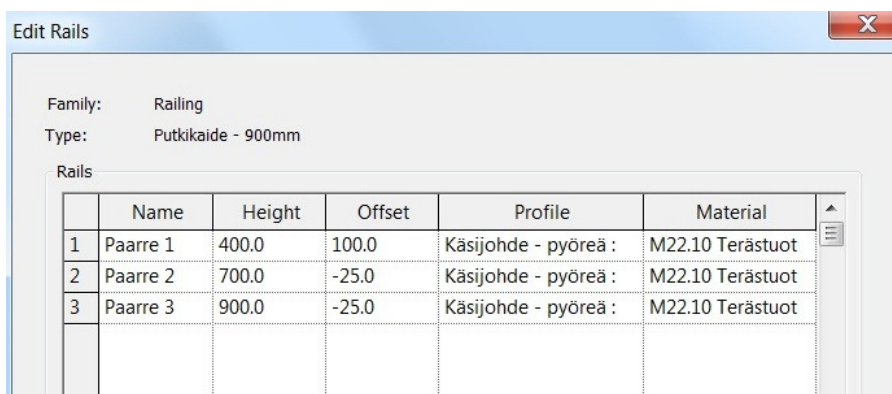 Edit Rails
Family: Railing
Type: Putkikaide - 900mm
Rails
Name Height Offset Profile Material
1 Paarre 1 400.0 100.0 Käsijohde - pyöreä : M22.10 Terästuot
2 Paarre 2 700.0 -25.0 Käsijohde - pyöreä : M22.10 Terästuot
3 Paarre 3 900.0 -25.0 Käsijohde - pyöreä : M22.10 Terästuot